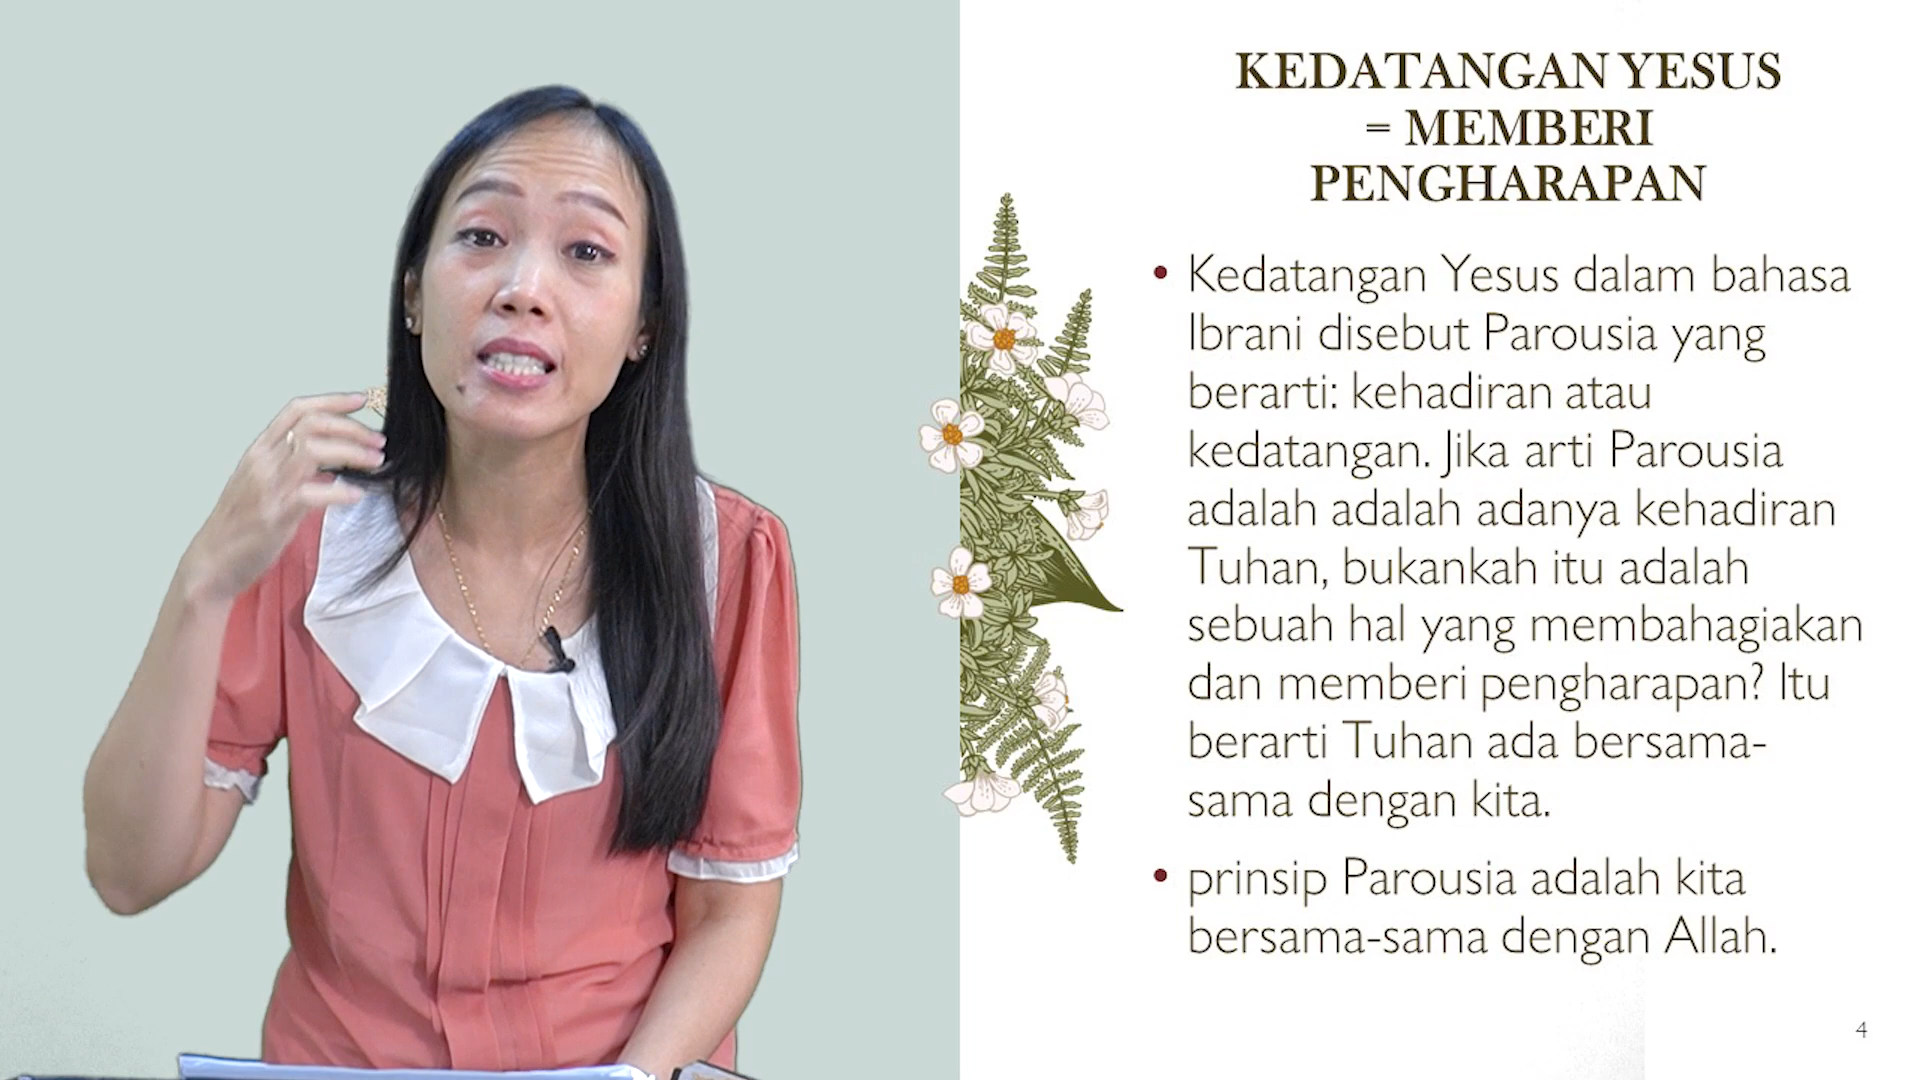 KEDATANGAN YESUS
= MEMBERI
PENGHARAPAN
• Kedatangan Yesus dalam bahasa
Ibrani disebut Parousia yang
berarti: kehadiran atau
kedatangan. Jika arti Parousia
adalah adalah adanya kehadiran
Tuhan, bukankah itu adalah
sebuah hal yang membahagiakan
dan memberi pengharapan? Itu
berarti Tuhan ada bersama-
sama dengan kita.
• prinsip Parousia adalah kita
bersama-sama dengan Allah.
4